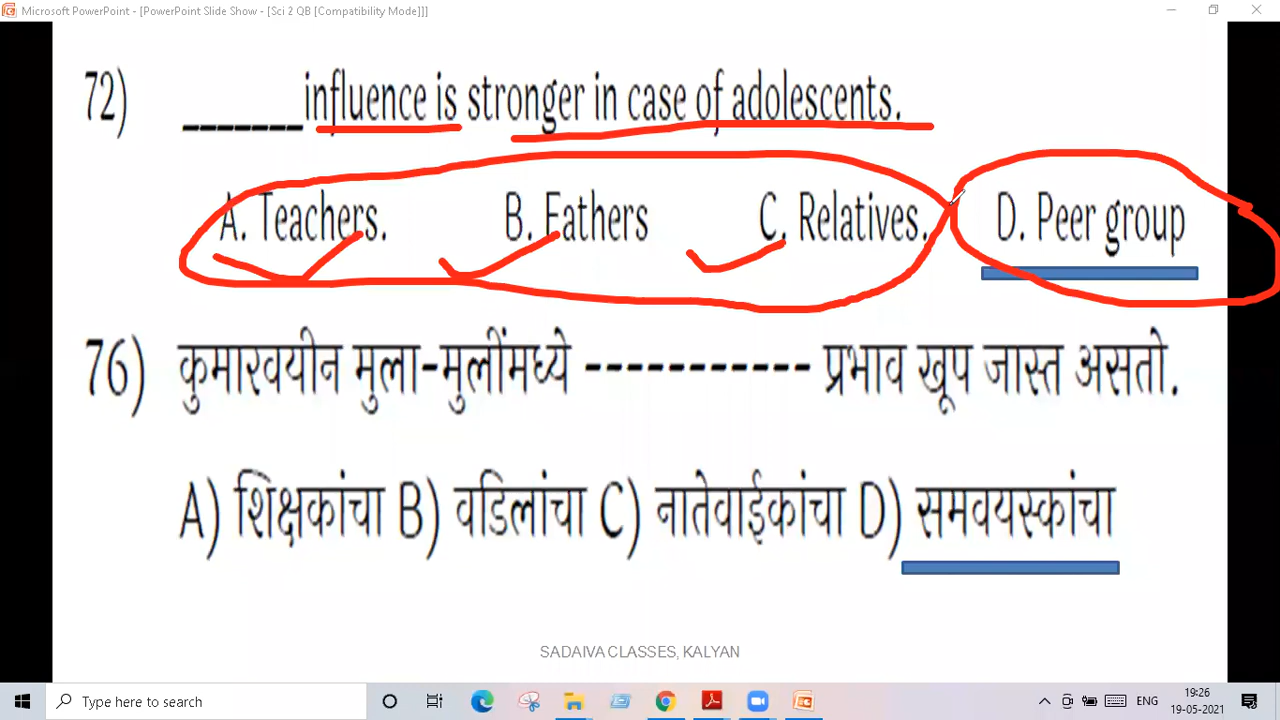 Microsoft PowerPoint - [PowerPoint Slide Show - [Sci 2 QB [Compatibility Mode]]]
72) _______ influence is stronger in case of adolescents.
A. Teachers. B. Fathers C. Relatives. D. Peer group
76) कुमारवयीन मुला-मुलींमध्ये ----------- प्रभाव खूप जास्त असतो.
A) शिक्षकांचा B) वडिलांचा C) नातेवाईकांचा D) समवयस्कांचा
SADAIVA CLASSES, KALYAN
Type here to search
ENG
19:26
19-05-2021